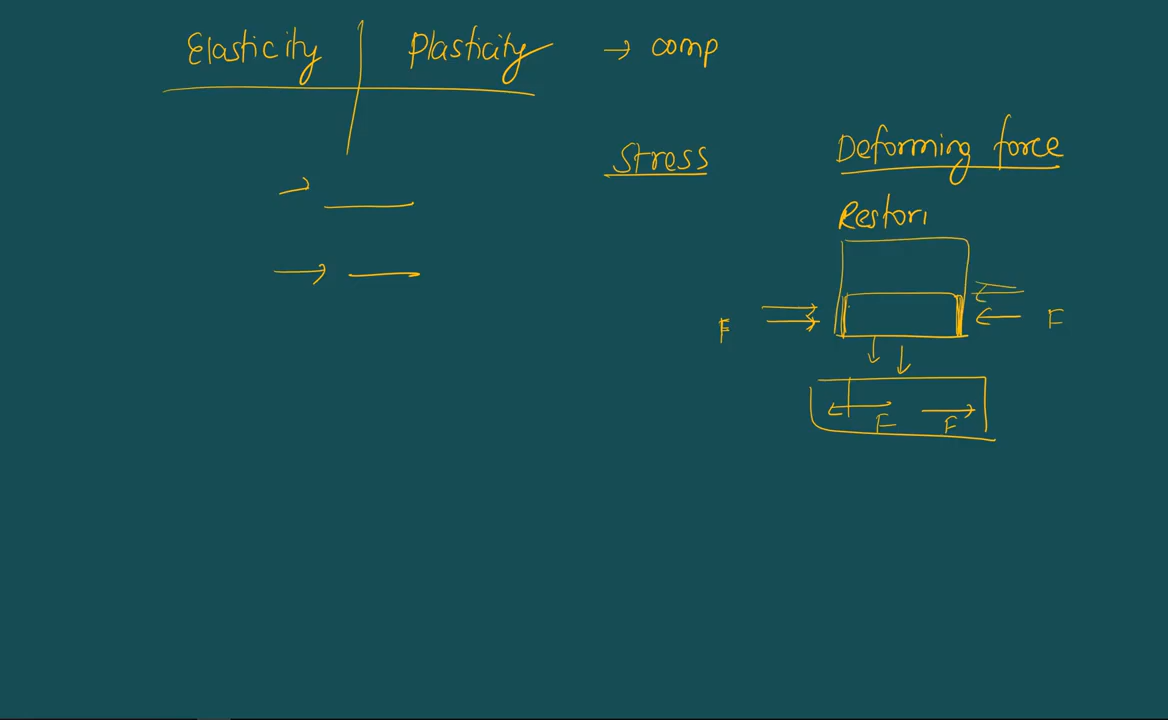 Elasticity Plasticity → comp
Stress
Deforming force
Restori
F F
F F